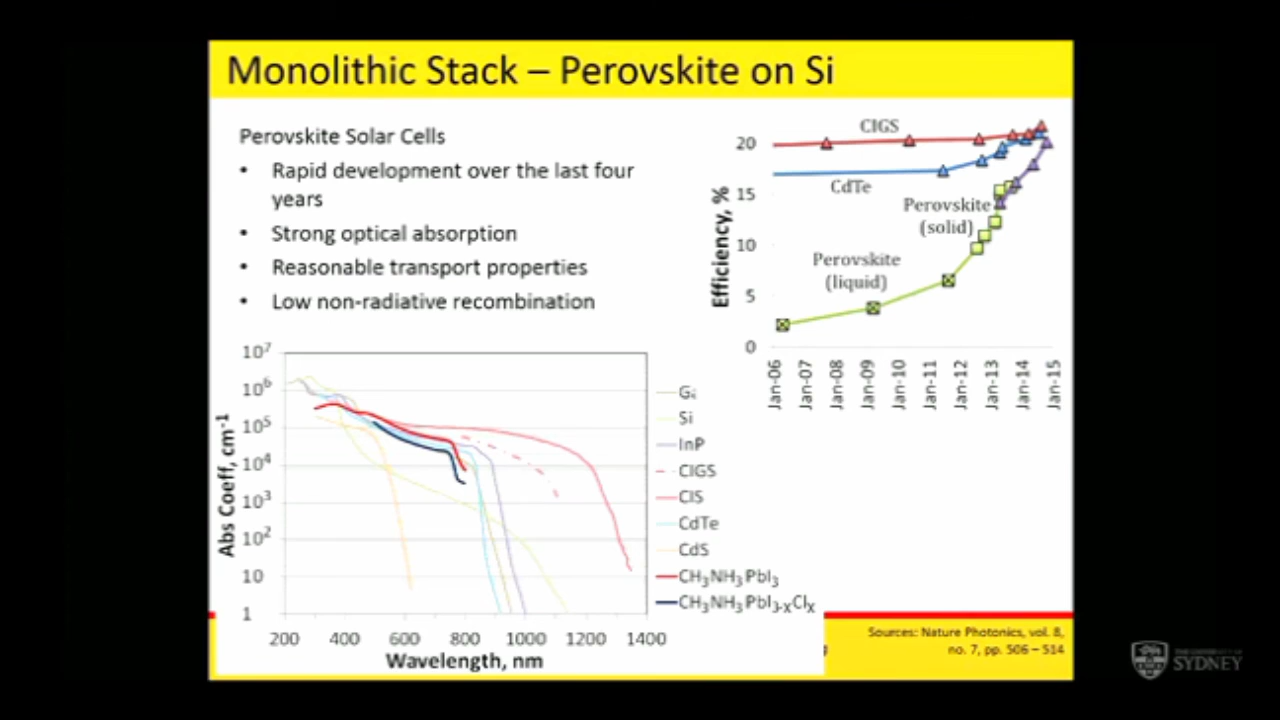 Monolithic Stack – Perovskite on Si
Perovskite Solar Cells
• Rapid development over the last four
years
• Strong optical absorption
• Reasonable transport properties
• Low non-radiative recombination
Efficiency, %
20
15
10
5
0
CIGS
CdTe
Perovskite
(solid)
Perovskite
(liquid)
Jan-06
Jan-07
Jan-08
Jan-09
Jan-10
Jan-11
Jan-12
Jan-13
Jan-14
Jan-15
Abs Coeff, cm⁻¹
10⁷
10⁶
10⁵
10⁴
10³
10²
10
1
200 400 600 800 1000 1200 1400
Wavelength, nm
Si
InP
CIGS
CIS
CdTe
CdS
CH₃NH₃PbI₃
CH₃NH₃PbI₃₋ₓClₓ
Sources: Nature Photonics, vol. 8,
no. 7, pp. 506 – 514
SYDNEY